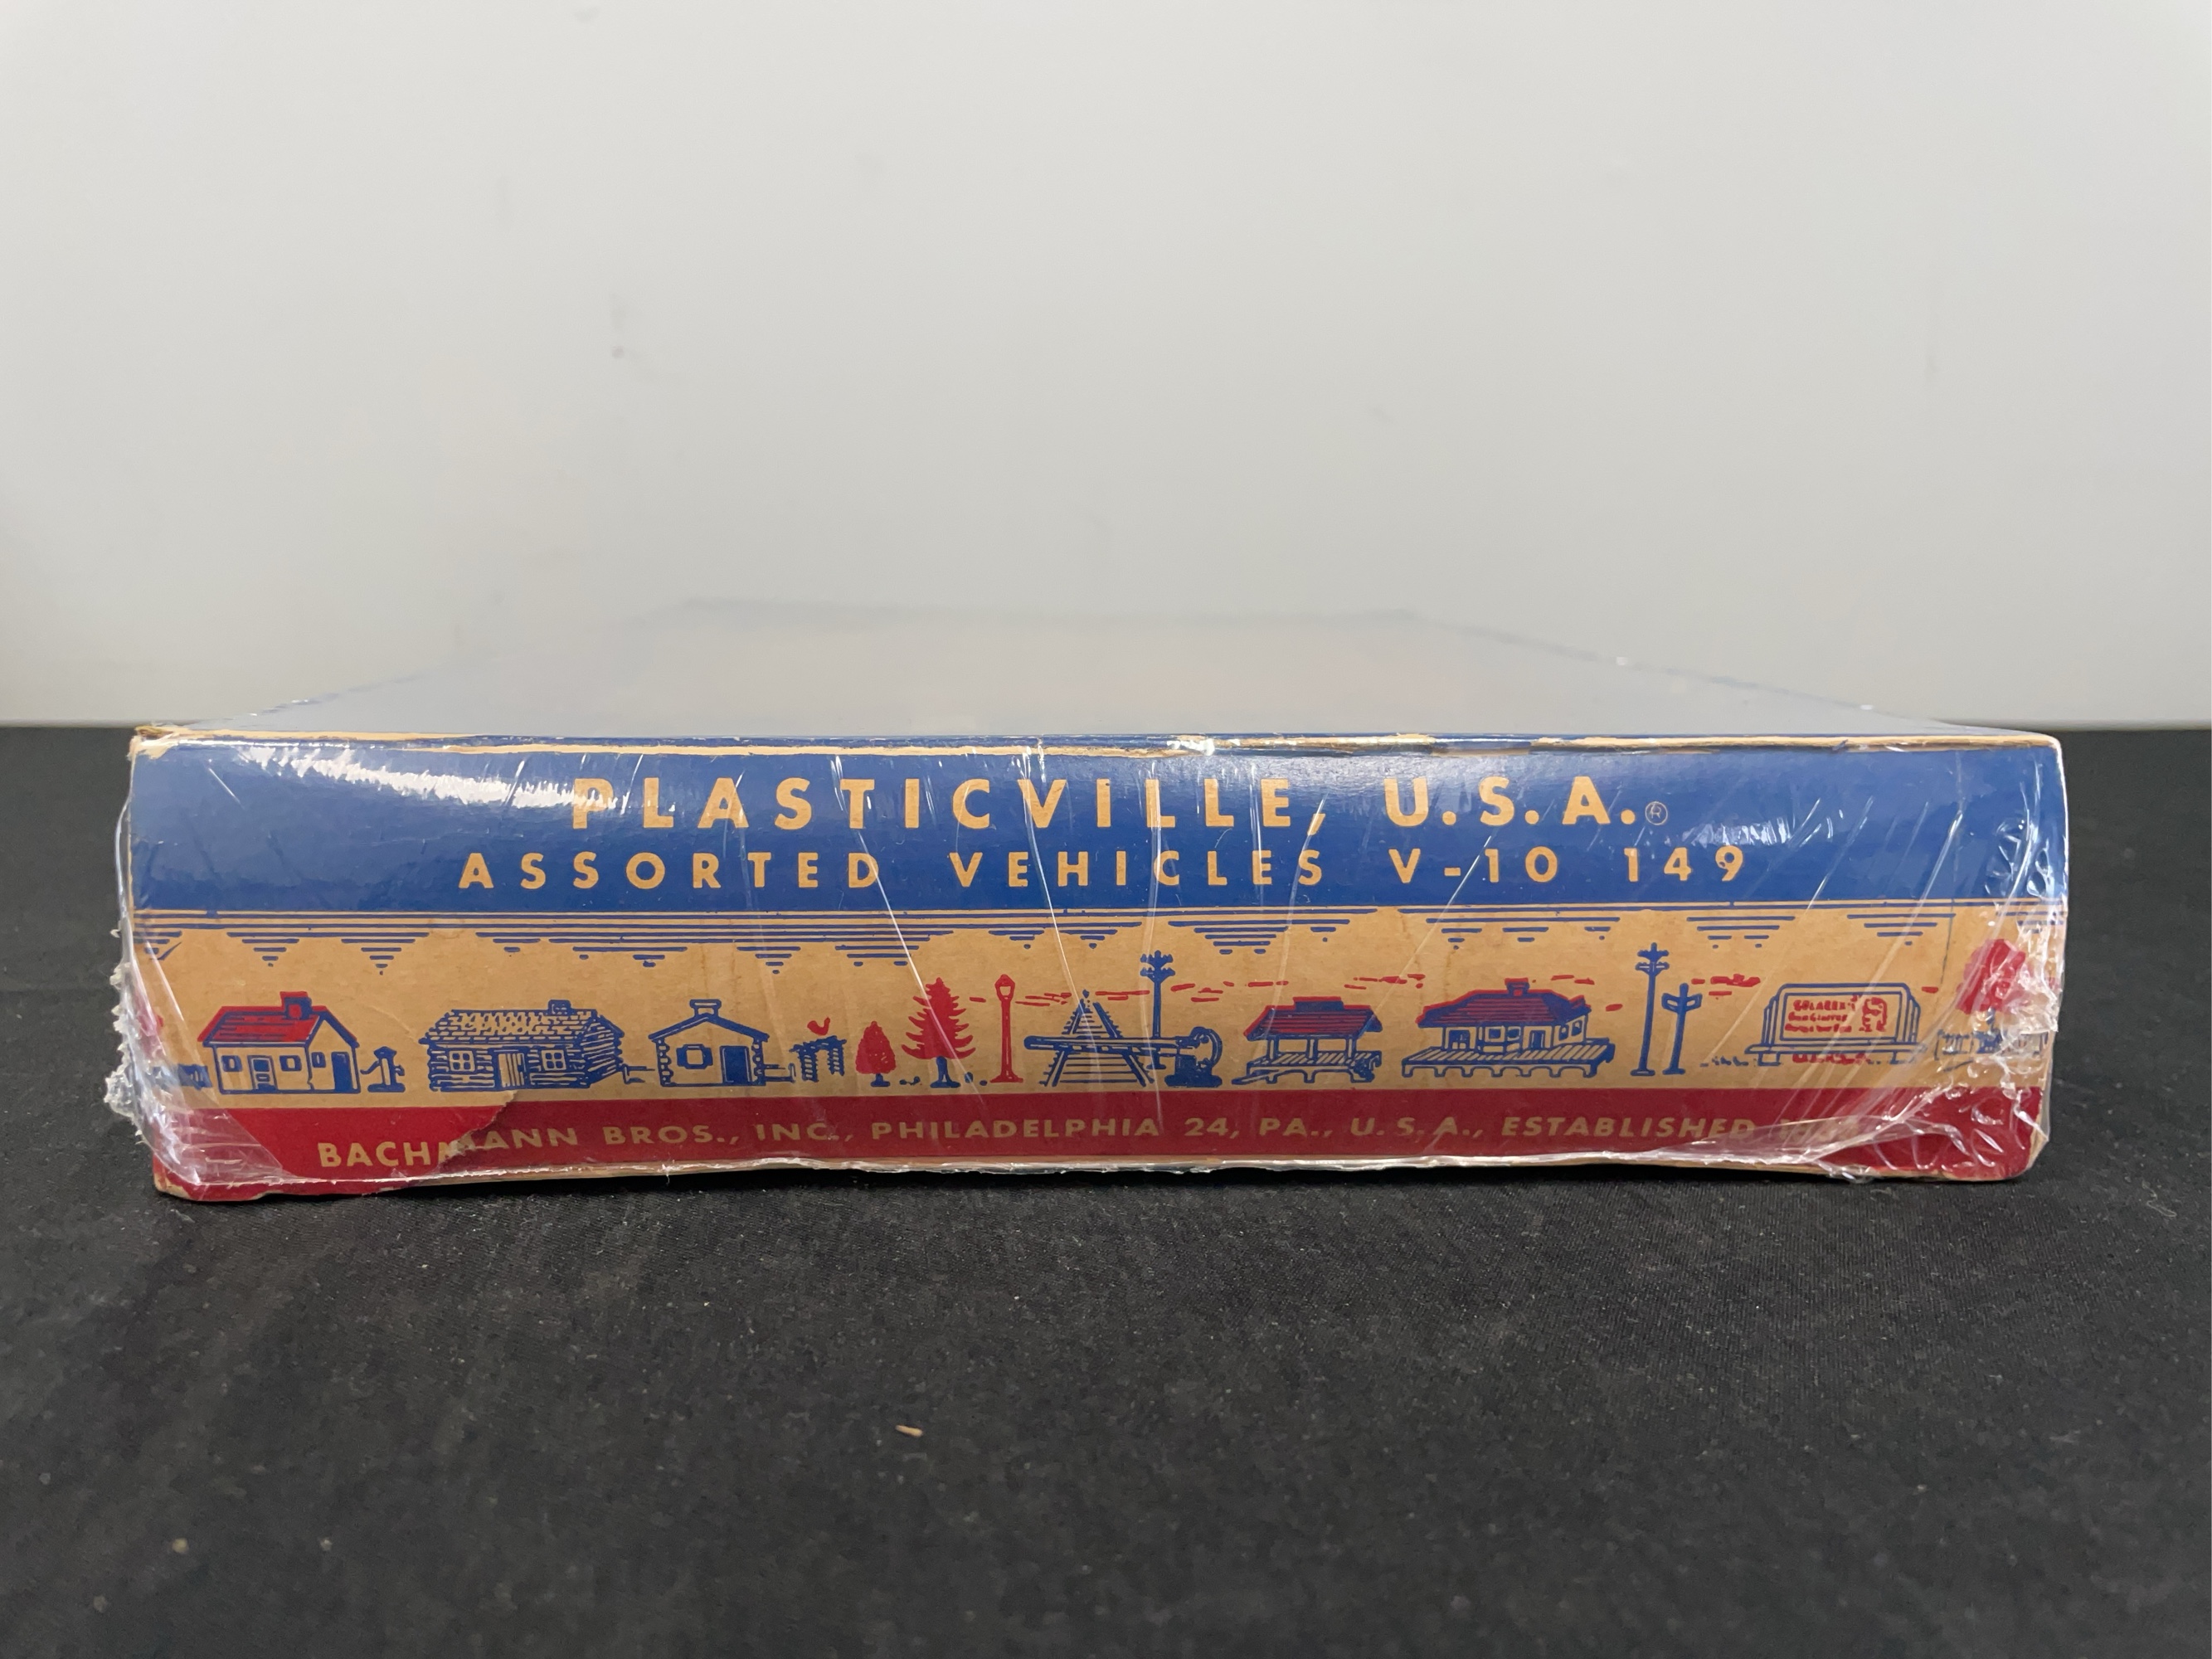 PLASTICVILLE, U.S.A.®
ASSORTED VEHICLES V-10 149
BACHMANN BROS., INC., PHILADELPHIA 24, PA., U.S.A., ESTABLISHED